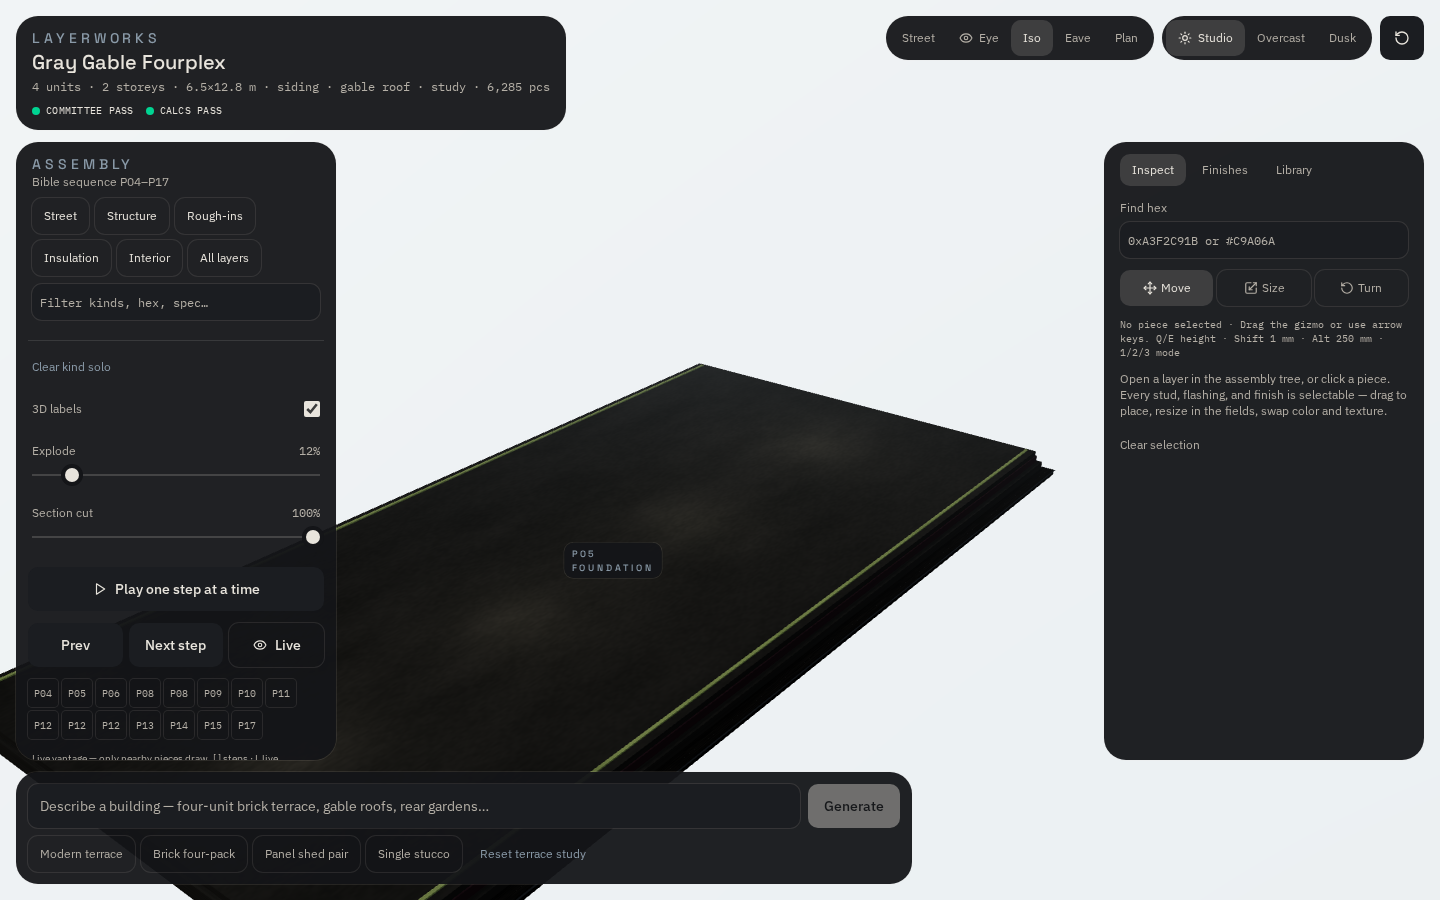 LAYERWORKS
Gray Gable Fourplex
4 units · 2 storeys · 6.5×12.8 m · siding · gable roof · study · 6,285 pcs
COMMITTEE PASS CALCS PASS
Street Eye Iso Eave Plan
Studio Overcast Dusk
ASSEMBLY
Bible sequence P04–P17
Street Structure Rough-ins
Insulation Interior All layers
Filter kinds, hex, spec…
Clear kind solo
3D labels
Explode 12%
Section cut 100%
Play one step at a time
Prev Next step Live
P04 P05 P06 P08 P08 P09 P10 P11
P12 P12 P12 P13 P14 P15 P17
Live vantage — only nearby pieces draw. [ ] steps · L live
P05
FOUNDATION
Inspect Finishes Library
Find hex
0xA3F2C91B or #C9A06A
Move Size Turn
No piece selected · Drag the gizmo or use arrow
keys. Q/E height · Shift 1 mm · Alt 250 mm ·
1/2/3 mode
Open a layer in the assembly tree, or click a piece.
Every stud, flashing, and finish is selectable — drag to
place, resize in the fields, swap color and texture.
Clear selection
Describe a building — four-unit brick terrace, gable roofs, rear gardens…
Generate
Modern terrace Brick four-pack Panel shed pair Single stucco Reset terrace study